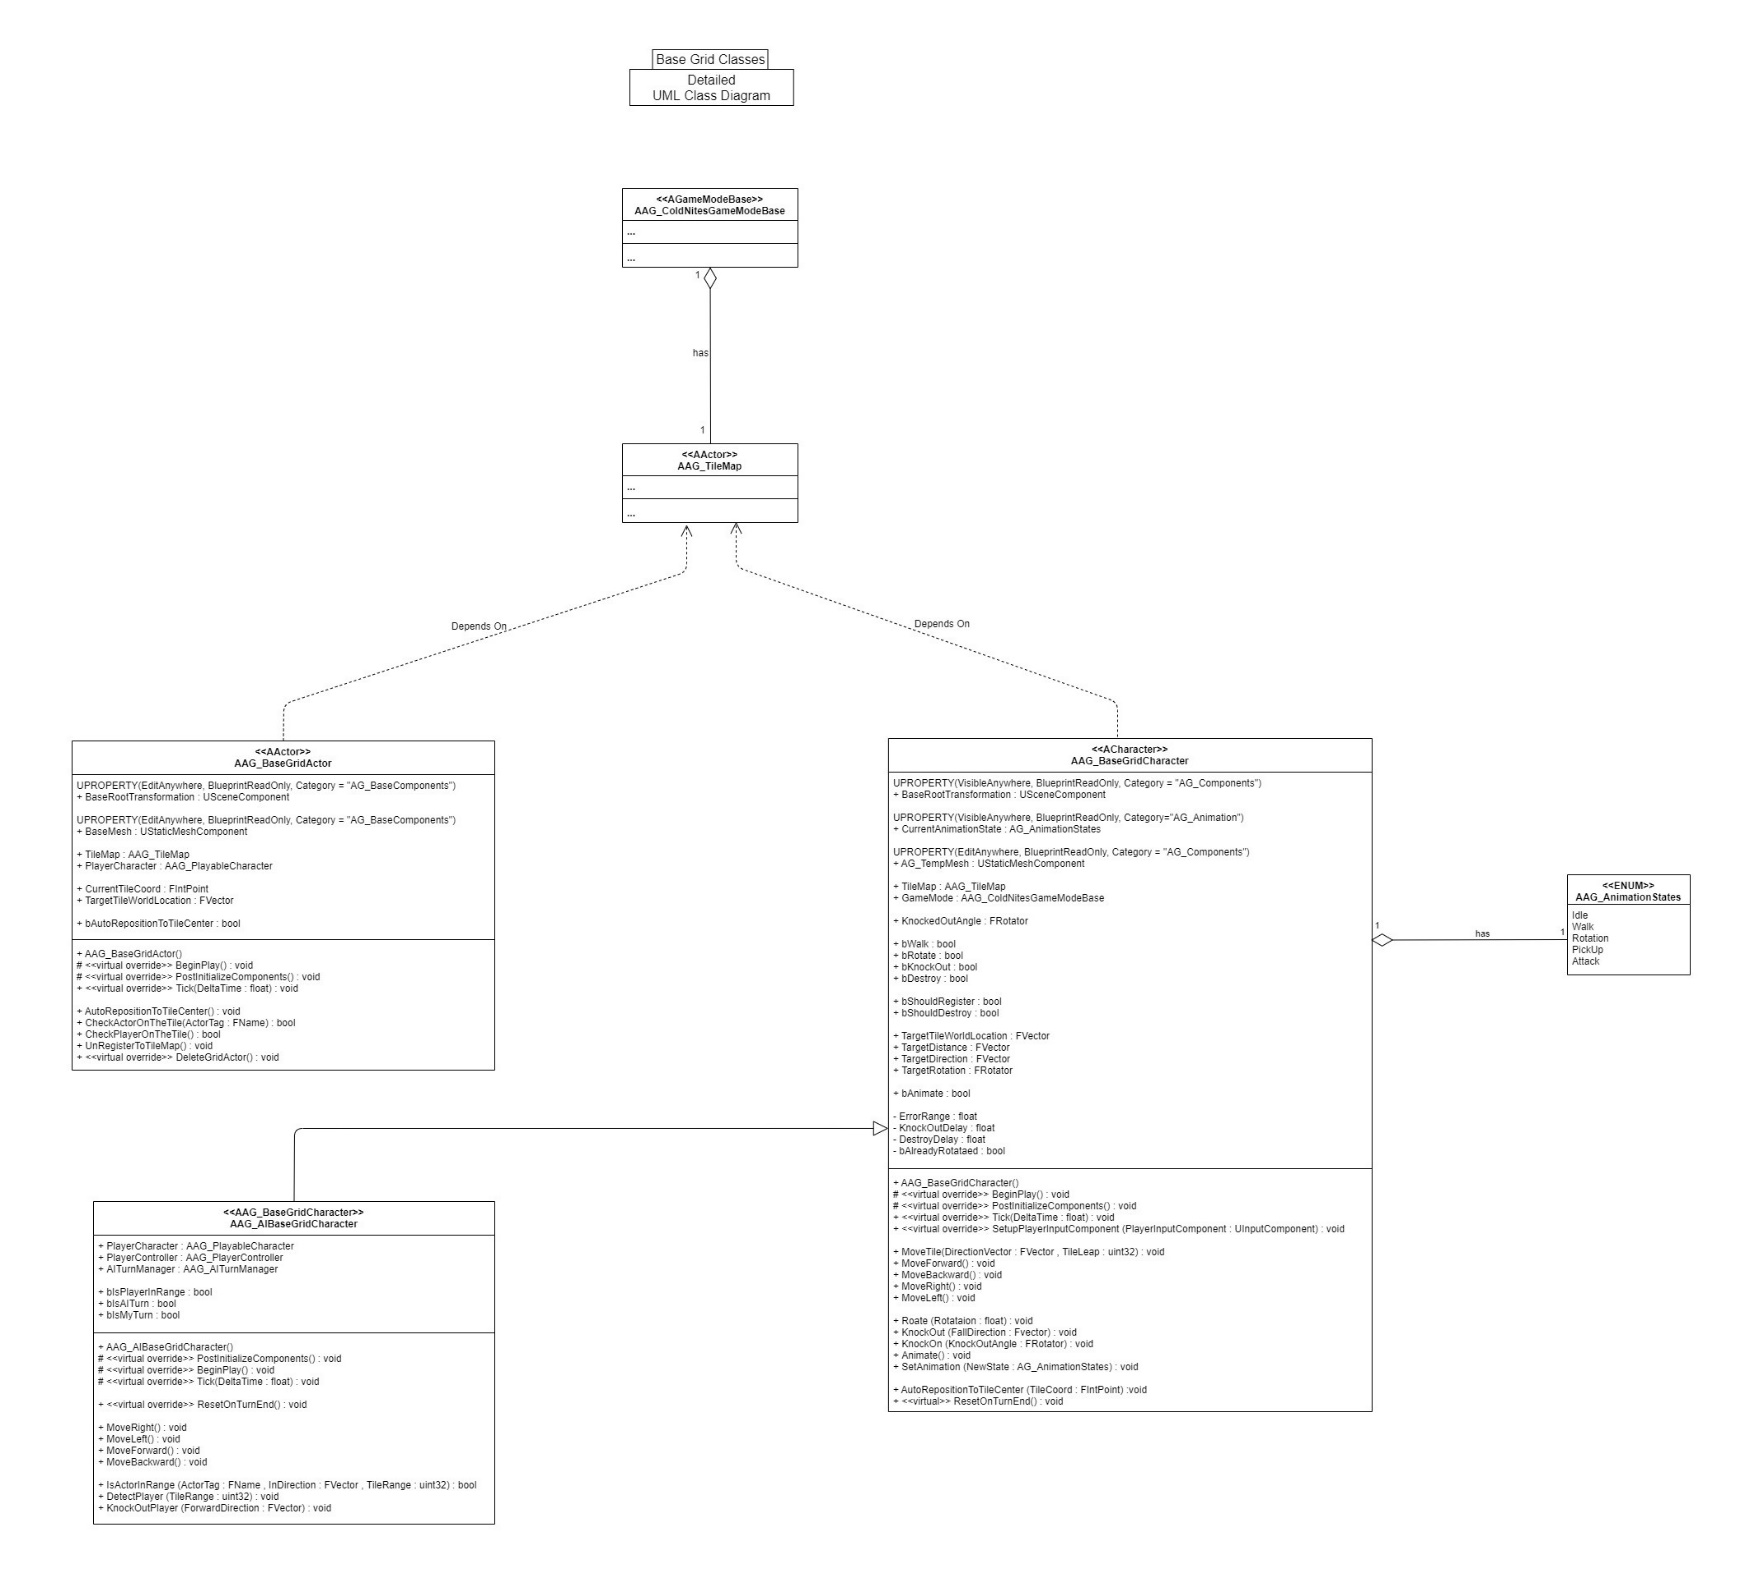 Base Grid Classes
Detailed
UML Class Diagram
<<AGameModeBase>>
AAG_ColdNitesGameModeBase
...
...
1
has
1
<<AActor>>
AAG_TileMap
...
...
Depends On
Depends On
<<AActor>>
AAG_BaseGridActor
UPROPERTY(EditAnywhere, BlueprintReadOnly, Category = "AG_BaseComponents")
+ BaseRootTransformation : USceneComponent
UPROPERTY(EditAnywhere, BlueprintReadOnly, Category = "AG_BaseComponents")
+ BaseMesh : UStaticMeshComponent
+ TileMap : AAG_TileMap
+ PlayerCharacter : AAG_PlayableCharacter
+ CurrentTileCoord : FIntPoint
+ TargetTileWorldLocation : FVector
+ bAutoRepositionToTileCenter : bool
+ AAG_BaseGridActor()
# <<virtual override>> BeginPlay() : void
# <<virtual override>> PostInitializeComponents() : void
+ <<virtual override>> Tick(DeltaTime : float) : void
+ AutoRepositionToTileCenter() : void
+ CheckActorOnTheTile(ActorTag : FName) : bool
+ CheckPlayerOnTheTile() : bool
+ UnRegisterToTileMap() : void
+ <<virtual override>> DeleteGridActor() : void
<<ACharacter>>
AAG_BaseGridCharacter
UPROPERTY(VisibleAnywhere, BlueprintReadOnly, Category = "AG_Components")
+ BaseRootTransformation : USceneComponent
UPROPERTY(VisibleAnywhere, BlueprintReadOnly, Category="AG_Animation")
+ CurrentAnimationState : AG_AnimationStates
UPROPERTY(EditAnywhere, BlueprintReadOnly, Category = "AG_Components")
+ AG_TempMesh : UStaticMeshComponent
+ TileMap : AAG_TileMap
+ GameMode : AAG_ColdNitesGameModeBase
+ KnockedOutAngle : FRotator
+ bWalk : bool
+ bRotate : bool
+ bKnockOut : bool
+ bDestroy : bool
+ bShouldRegister : bool
+ bShouldDestroy : bool
+ TargetTileWorldLocation : FVector
+ TargetDistance : FVector
+ TargetDirection : FVector
+ TargetRotation : FRotator
+ bAnimate : bool
- ErrorRange : float
- KnockOutDelay : float
- DestroyDelay : float
- bAlreadyRotataed : bool
+ AAG_BaseGridCharacter()
# <<virtual override>> BeginPlay() : void
# <<virtual override>> PostInitializeComponents() : void
+ <<virtual override>> Tick(DeltaTime : float) : void
+ <<virtual override>> SetupPlayerInputComponent (PlayerInputComponent : UInputComponent) : void
+ MoveTile(DirectionVector : FVector , TileLeap : uint32) : void
+ MoveForward() : void
+ MoveBackward() : void
+ MoveRight() : void
+ MoveLeft() : void
+ Roate (Rotataion : float) : void
+ KnockOut (FallDirection : Fvector) : void
+ KnockOn (KnockOutAngle : FRotator) : void
+ Animate() : void
+ SetAnimation (NewState : AG_AnimationStates) : void
+ AutoRepositionToTileCenter (TileCoord : FIntPoint) :void
+ <<virtual>> ResetOnTurnEnd() : void
1
has
1
<<ENUM>>
AAG_AnimationStates
Idle
Walk
Rotation
PickUp
Attack
<<AAG_BaseGridCharacter>>
AAG_AIBaseGridCharacter
+ PlayerCharacter : AAG_PlayableCharacter
+ PlayerController : AAG_PlayerController
+ AITurnManager : AAG_AITurnManager
+ bIsPlayerInRange : bool
+ bIsAITurn : bool
+ bIsMyTurn : bool
+ AAG_AIBaseGridCharacter()
# <<virtual override>> PostInitializeComponents() : void
# <<virtual override>> BeginPlay() : void
# <<virtual override>> Tick(DeltaTime : float) : void
+ <<virtual override>> ResetOnTurnEnd() : void
+ MoveRight() : void
+ MoveLeft() : void
+ MoveForward() : void
+ MoveBackward() : void
+ IsActorInRange (ActorTag : FName , InDirection : FVector , TileRange : uint32) : bool
+ DetectPlayer (TileRange : uint32) : void
+ KnockOutPlayer (ForwardDirection : FVector) : void